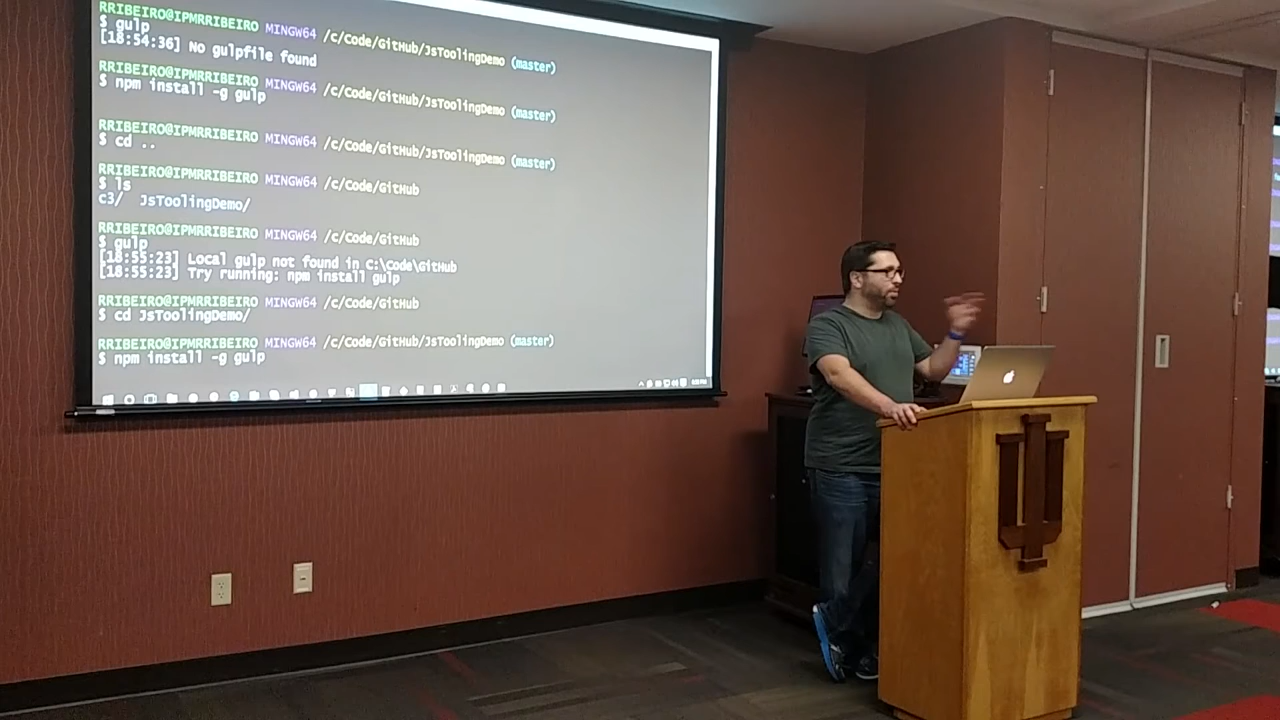 RRIBEIRO@IPMRRIBEIRO MINGW64 /c/Code/GitHub/JsToolingDemo (master)
$ gulp
[18:54:36] No gulpfile found
RRIBEIRO@IPMRRIBEIRO MINGW64 /c/Code/GitHub/JsToolingDemo (master)
$ npm install -g gulp
RRIBEIRO@IPMRRIBEIRO MINGW64 /c/Code/GitHub/JsToolingDemo (master)
$ cd ..
RRIBEIRO@IPMRRIBEIRO MINGW64 /c/Code/GitHub
$ ls
c3/ JsToolingDemo/
RRIBEIRO@IPMRRIBEIRO MINGW64 /c/Code/GitHub
$ gulp
[18:55:23] Local gulp not found in C:\Code\GitHub
[18:55:23] Try running: npm install gulp
RRIBEIRO@IPMRRIBEIRO MINGW64 /c/Code/GitHub
$ cd JsToolingDemo/
RRIBEIRO@IPMRRIBEIRO MINGW64 /c/Code/GitHub/JsToolingDemo (master)
$ npm install -g gulp